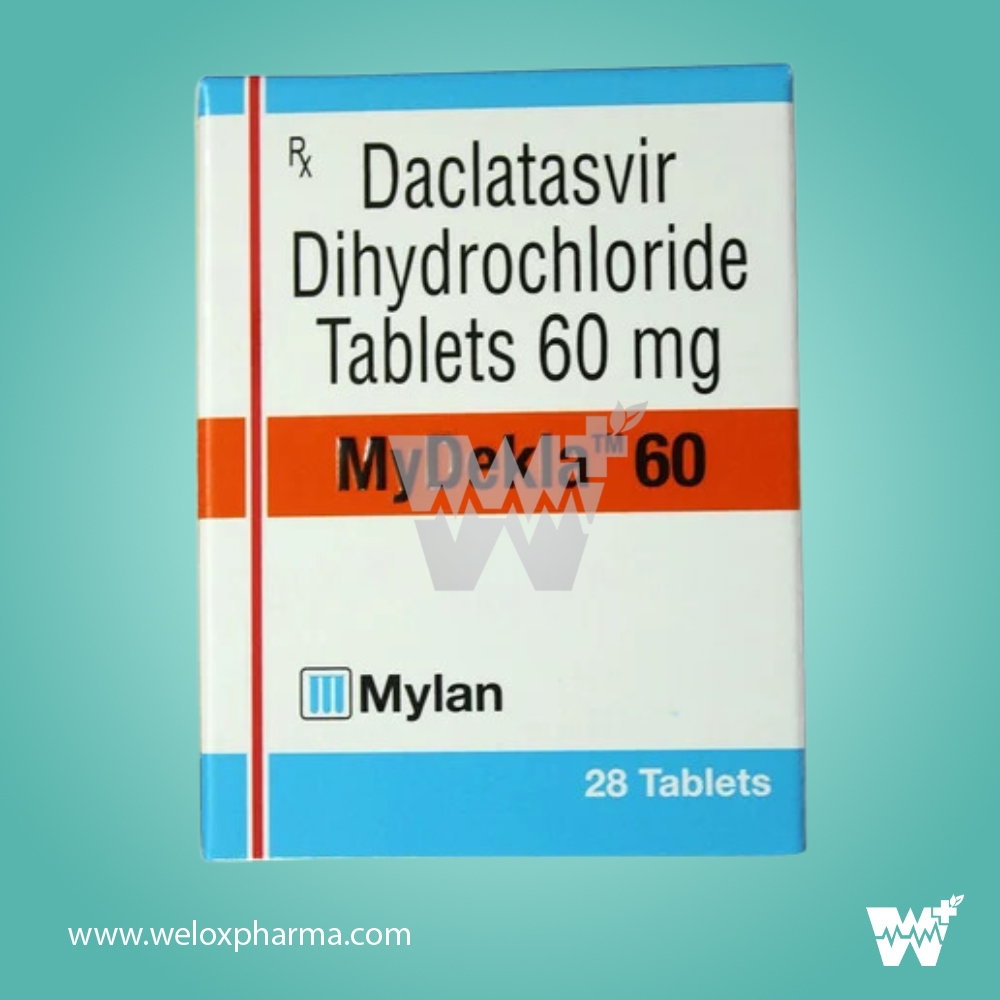 Rx Daclatasvir
Dihydrochloride
Tablets 60 mg
MyDekla™ 60
Mylan
28 Tablets
www.weloxpharma.com